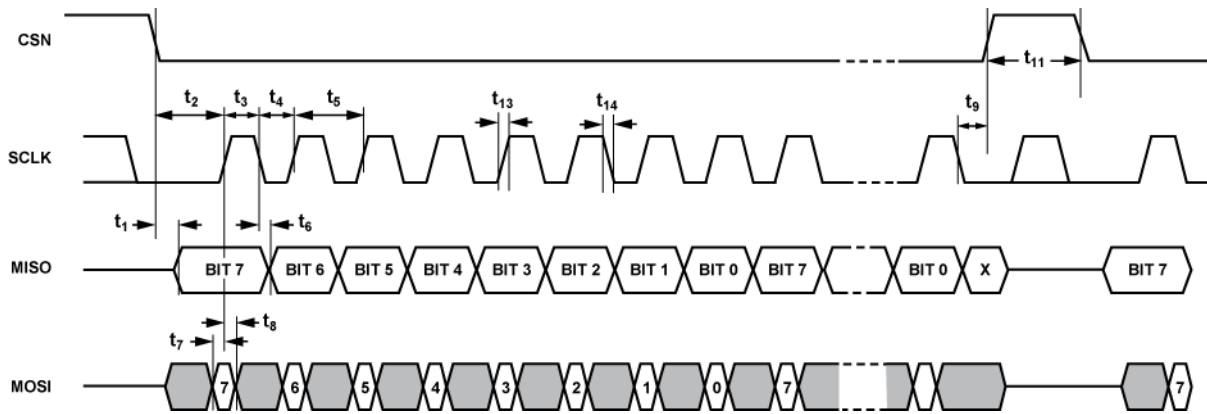 CSN
t11
t2 t3 t4 t5 t13 t14 t9
SCLK
t1 t6
MISO BIT 7 BIT 6 BIT 5 BIT 4 BIT 3 BIT 2 BIT 1 BIT 0 BIT 7 BIT 0 X BIT 7
t7 t8
MOSI 7 6 5 4 3 2 1 0 7 7